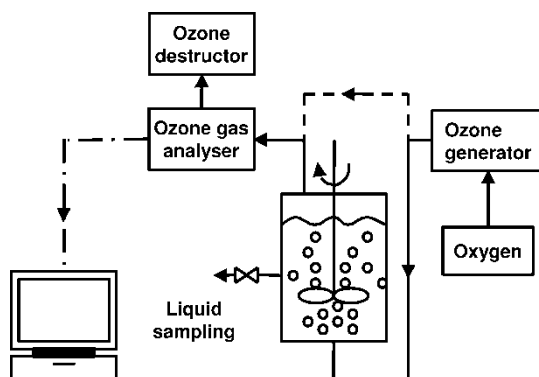 Ozone
destructor
Ozone gas
analyser
Ozone
generator
Oxygen
Liquid
sampling